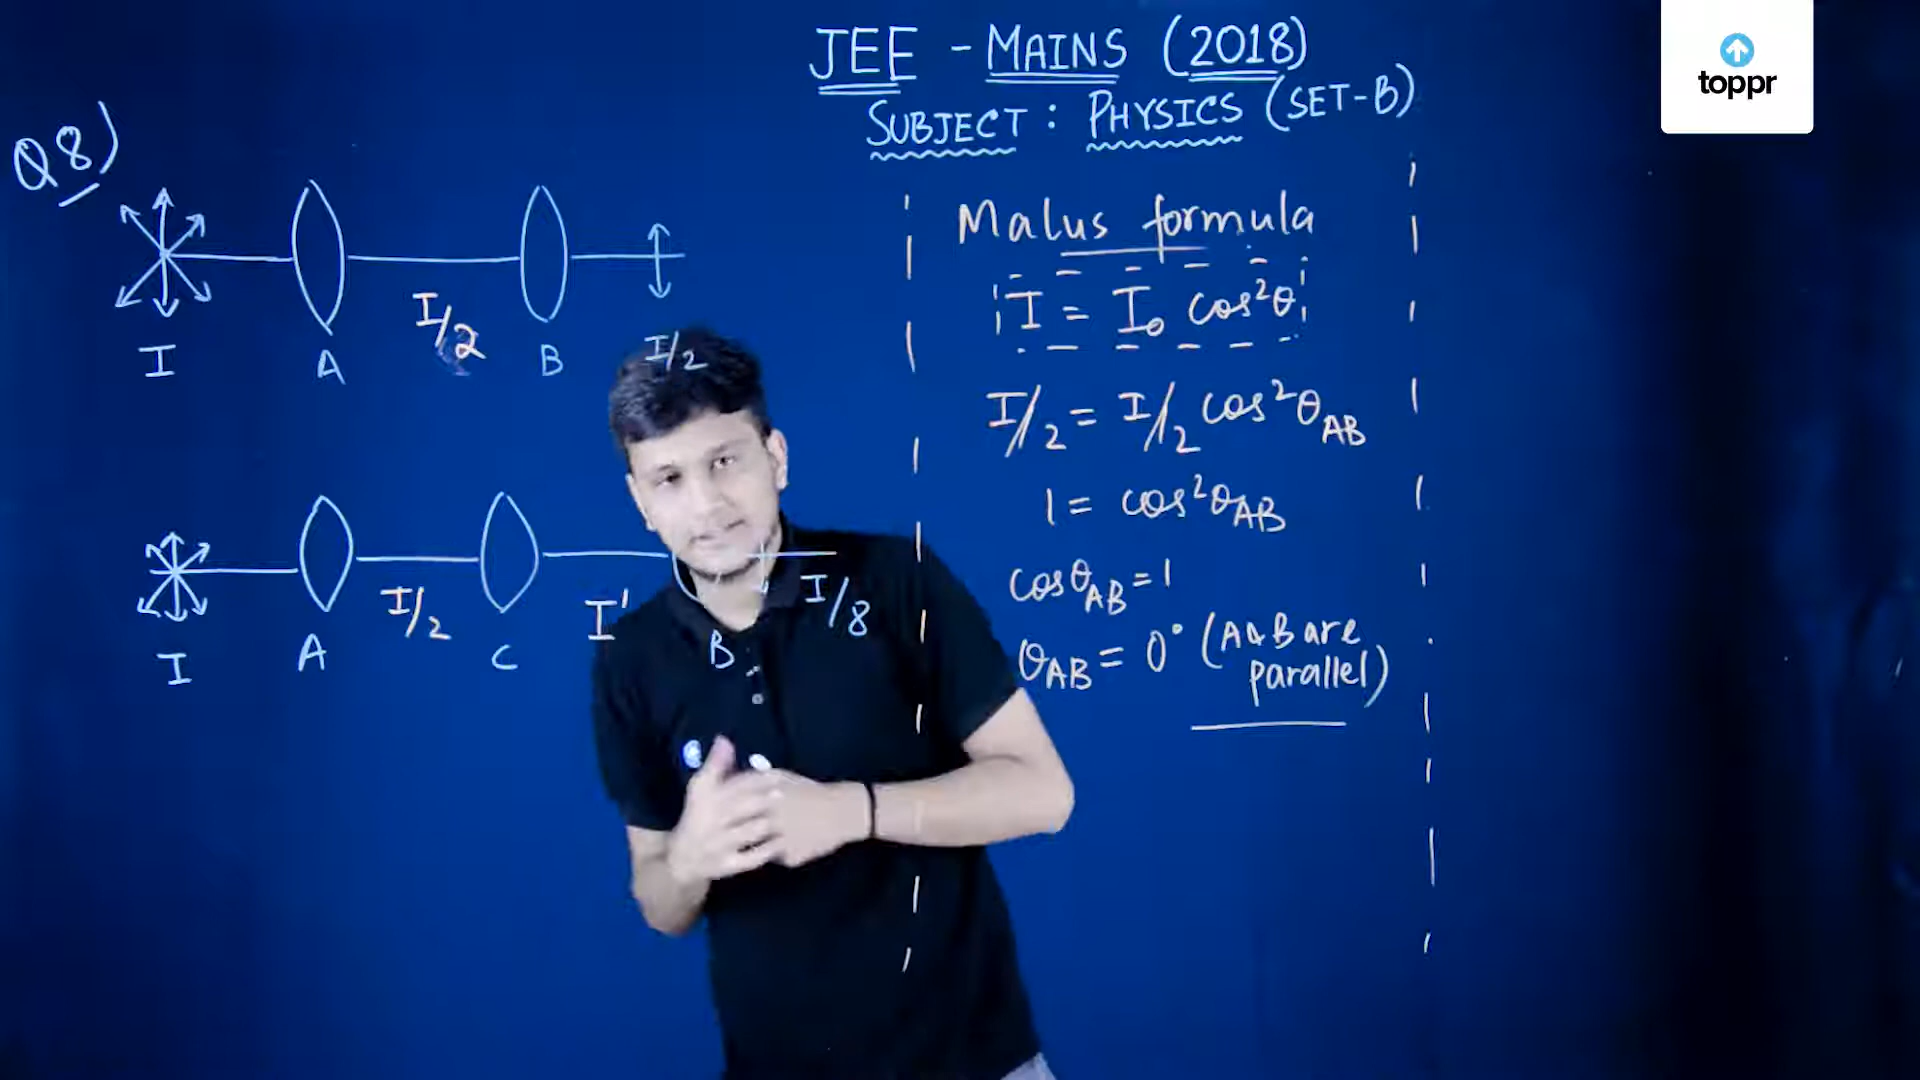 JEE - MAINS (2018)
SUBJECT : PHYSICS (SET-B)
toppr
Q8)
I
A
I/2
B
I/2
I
A
I/2
C
I'
B
I/8
Malus formula
I = I₀ cos²θ
I/2 = I/2 cos²θAB
1 = cos²θAB
cosθAB = 1
θAB = 0° (A & B are
parallel)